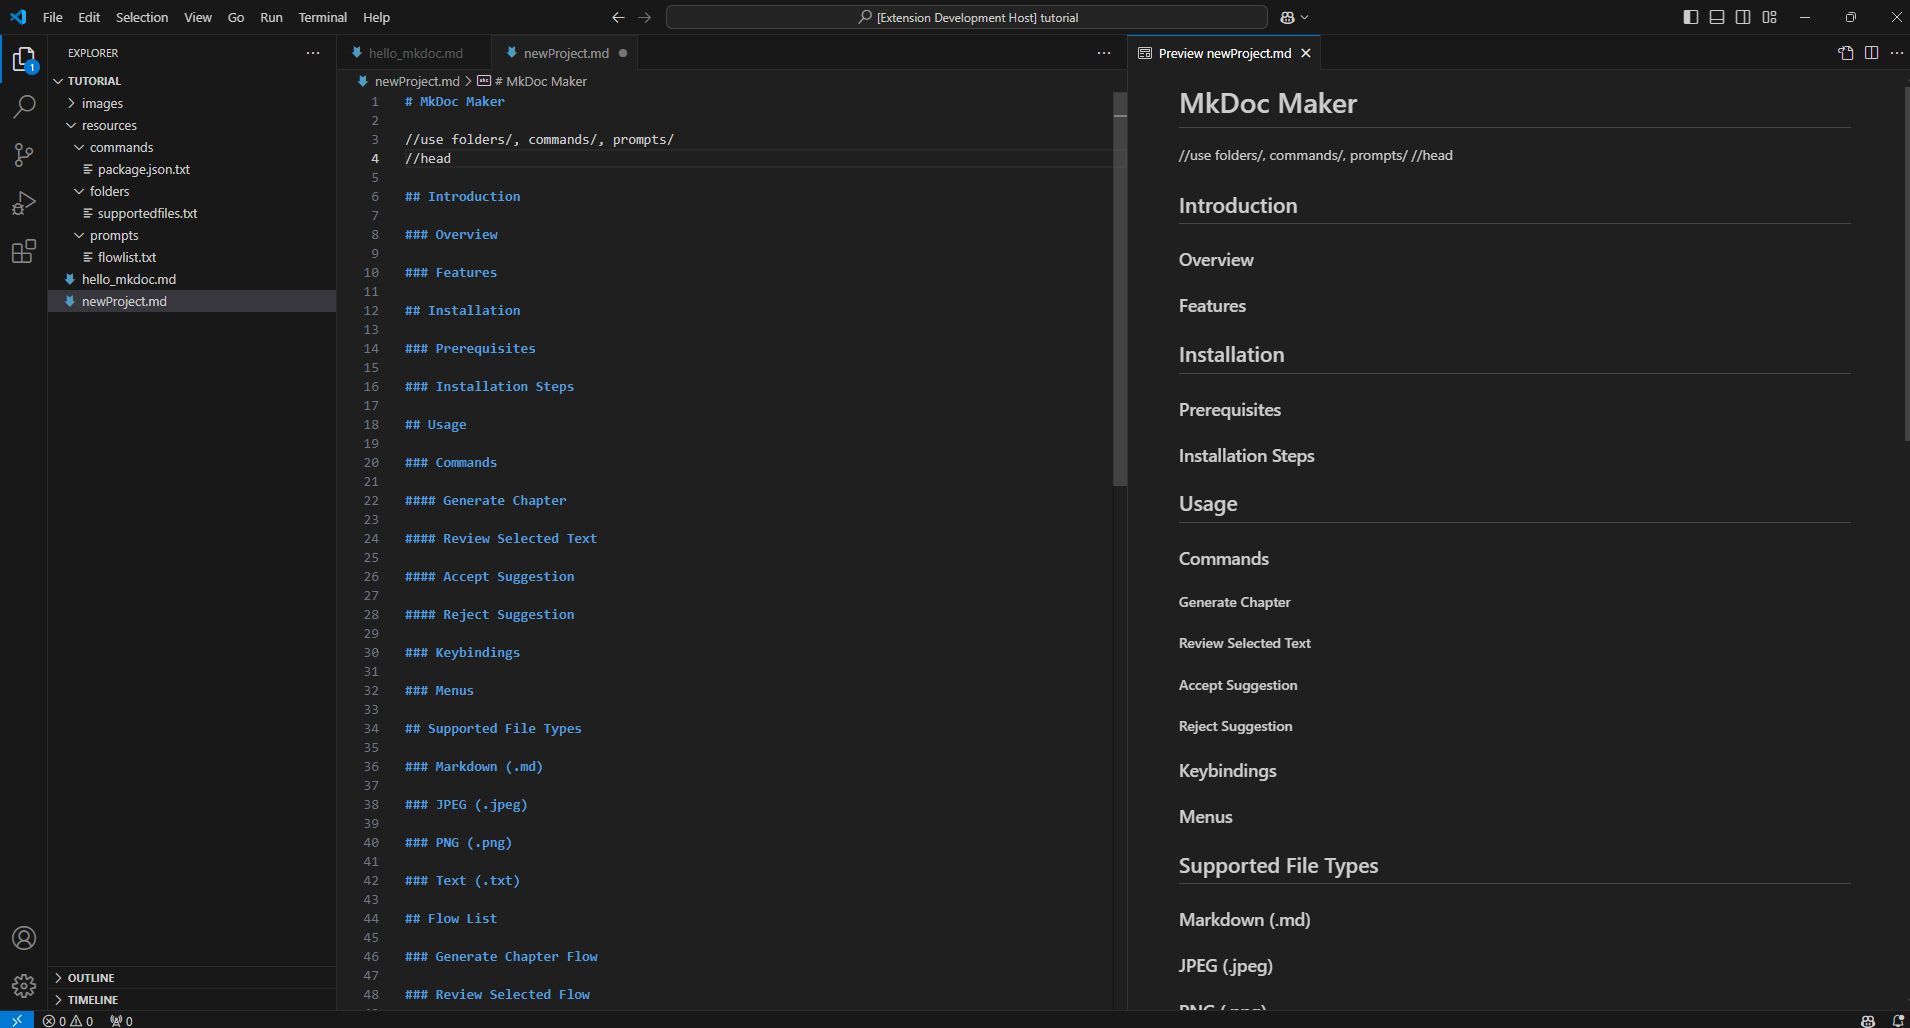 File Edit Selection View Go Run Terminal Help
[Extension Development Host] tutorial
EXPLORER
1
TUTORIAL
images
resources
commands
package.json.txt
folders
supportedfiles.txt
prompts
flowlist.txt
hello_mkdoc.md
newProject.md
OUTLINE
TIMELINE
hello_mkdoc.md newProject.md
newProject.md > # MkDoc Maker
1 # MkDoc Maker
2
3 //use folders/, commands/, prompts/
4 //head
5
6 ## Introduction
7
8 ### Overview
9
10 ### Features
11
12 ## Installation
13
14 ### Prerequisites
15
16 ### Installation Steps
17
18 ## Usage
19
20 ### Commands
21
22 #### Generate Chapter
23
24 #### Review Selected Text
25
26 #### Accept Suggestion
27
28 #### Reject Suggestion
29
30 ### Keybindings
31
32 ### Menus
33
34 ## Supported File Types
35
36 ### Markdown (.md)
37
38 ### JPEG (.jpeg)
39
40 ### PNG (.png)
41
42 ### Text (.txt)
43
44 ## Flow List
45
46 ### Generate Chapter Flow
47
48 ### Review Selected Flow
Preview newProject.md
MkDoc Maker
//use folders/, commands/, prompts/ //head
Introduction
Overview
Features
Installation
Prerequisites
Installation Steps
Usage
Commands
Generate Chapter
Review Selected Text
Accept Suggestion
Reject Suggestion
Keybindings
Menus
Supported File Types
Markdown (.md)
JPEG (.jpeg)
PNG (.png)
0 0 0